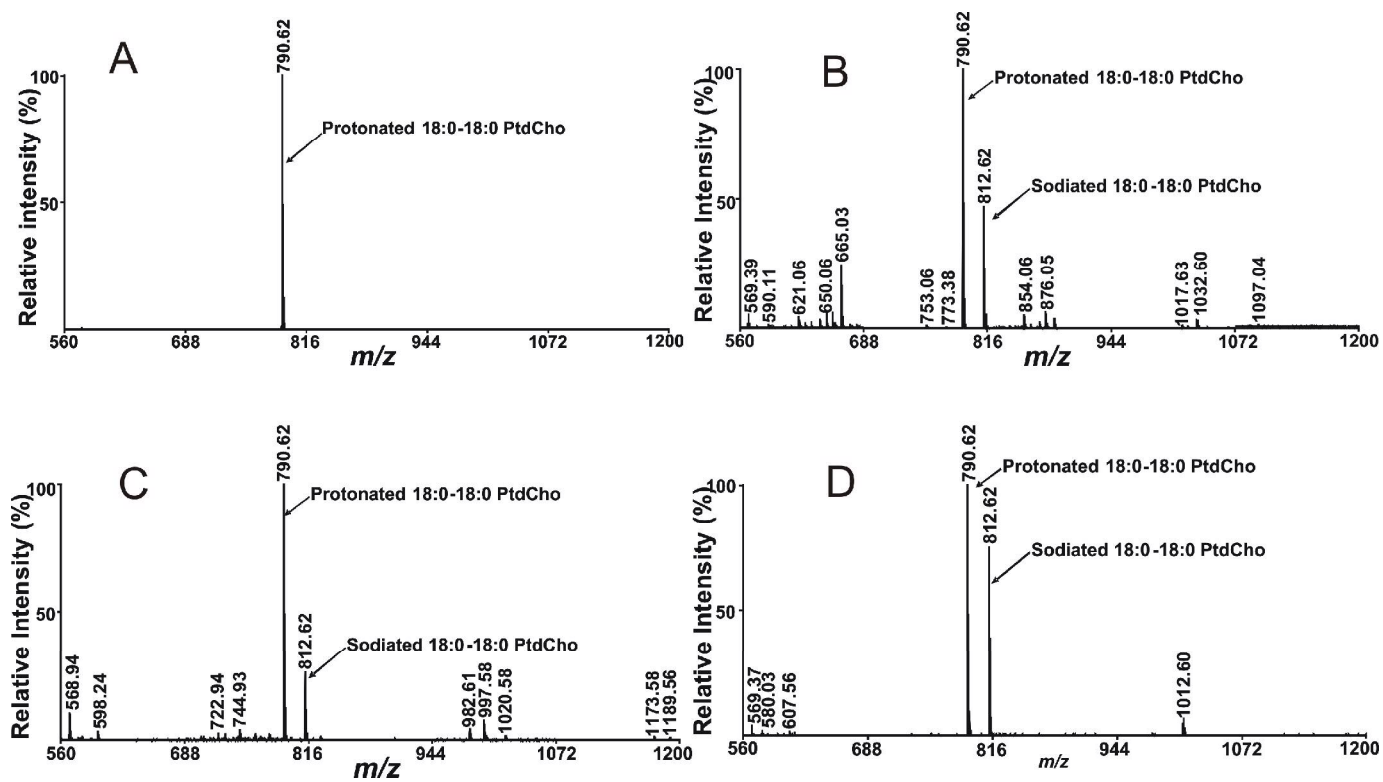 A
Relative intensity (%)
100
50
790.62
Protonated 18:0-18:0 PtdCho
560 688 816 944 1072 1200
m/z
B
Relative Intensity (%)
100
50
569.39
590.11
621.06
650.06
665.03
753.06
773.38
790.62
812.62
854.06
876.05
1017.63
1032.60
1097.04
Protonated 18:0-18:0 PtdCho
Sodiated 18:0-18:0 PtdCho
560 688 816 944 1072 1200
m/z
C
Relative Intensity (%)
100
50
568.94
598.24
722.94
744.93
790.62
812.62
982.61
997.58
1020.58
1173.58
1189.56
Protonated 18:0-18:0 PtdCho
Sodiated 18:0-18:0 PtdCho
560 688 816 944 1072 1200
m/z
D
Relative Intensity (%)
100
50
569.37
580.03
607.56
790.62
812.62
1012.60
Protonated 18:0-18:0 PtdCho
Sodiated 18:0-18:0 PtdCho
560 688 816 944 1072 1200
m/z